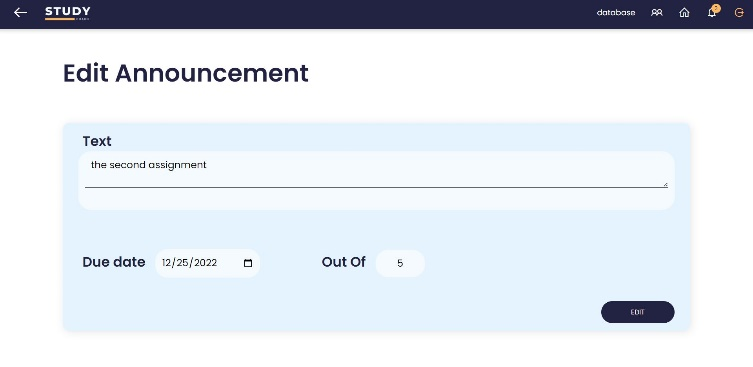 STUDY
database
Edit Announcement
Text
the second assignment
Due date
12/25/2022
Out Of
5
EDIT